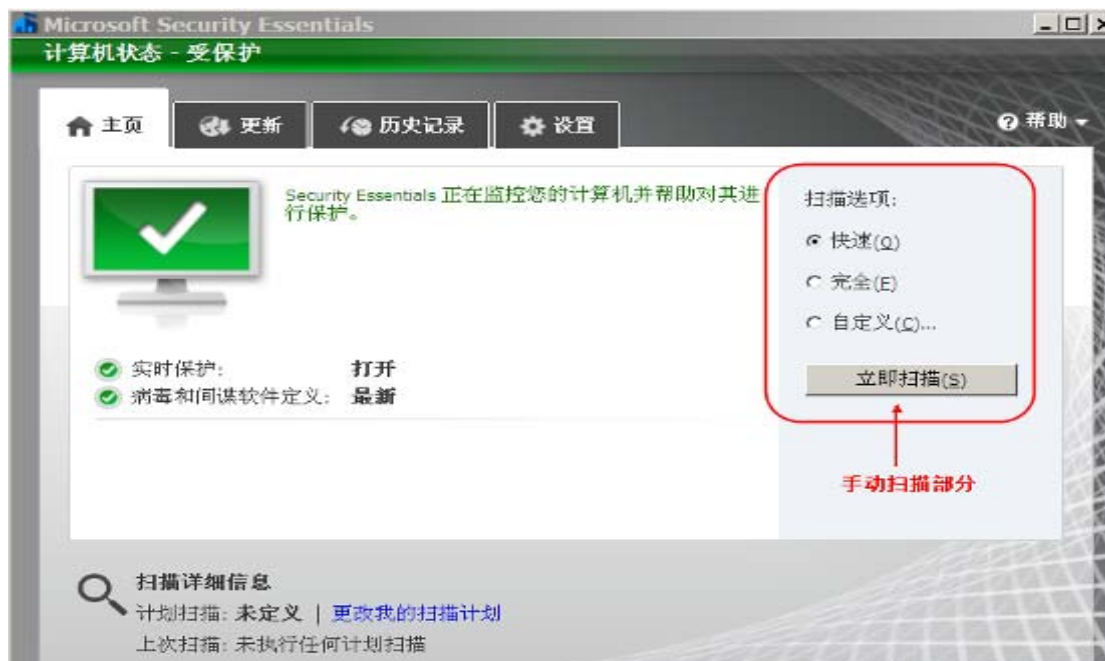 Microsoft Security Essentials
计算机状态 - 受保护
主页
更新
历史记录
设置
帮助
Security Essentials 正在监控您的计算机并帮助对其进
行保护。
实时保护: 打开
病毒和间谍软件定义: 最新
扫描选项:
快速(Q)
完全(F)
自定义(C)...
立即扫描(S)
手动扫描部分
扫描详细信息
计划扫描: 未定义 | 更改我的扫描计划
上次扫描: 未执行任何计划扫描